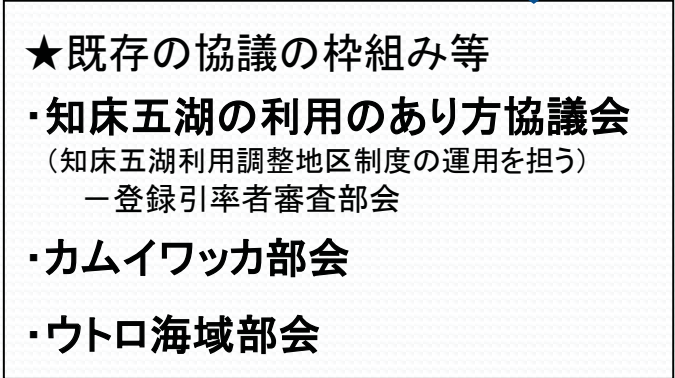 ★既存の協議の枠組み等
・知床五湖の利用のあり方協議会
（知床五湖利用調整地区制度の運用を担う）
－登録引率者審査部会
・カムイワッカ部会
・ウトロ海域部会